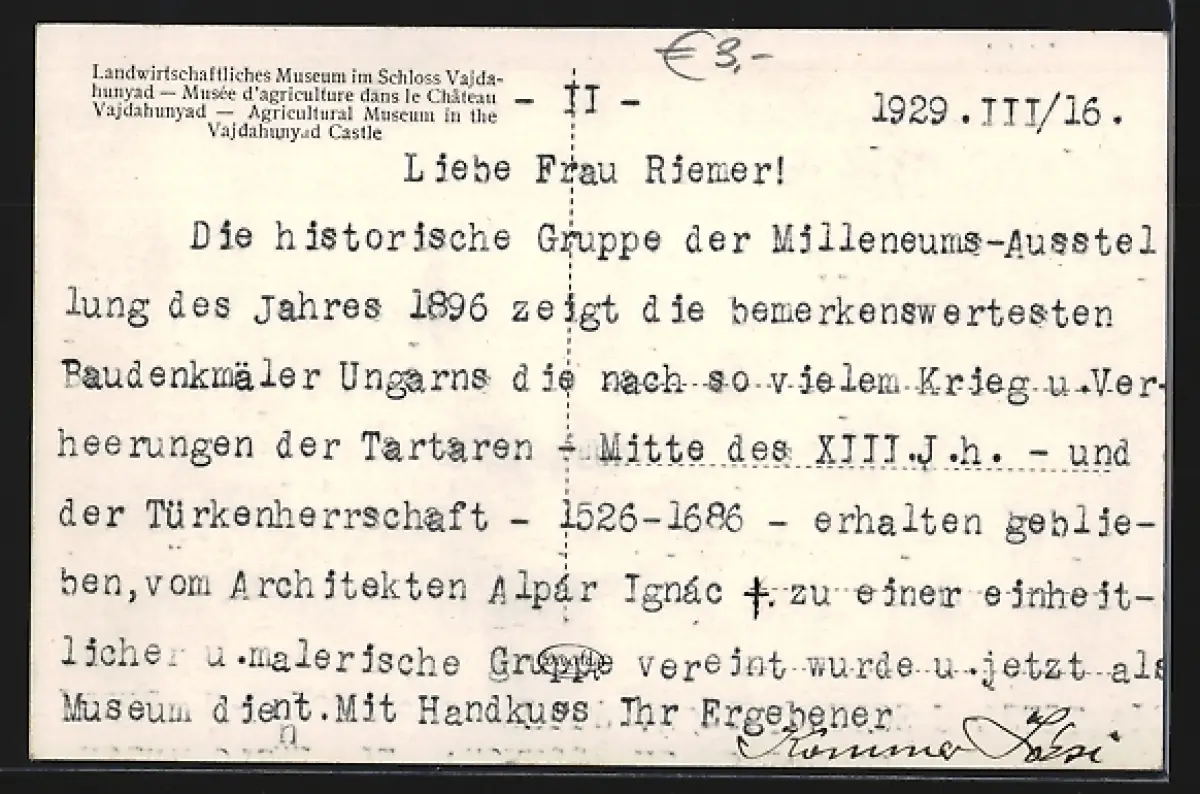 € 3,-
Landwirtschaftliches Museum im Schloss Vajda-
hunyad — Musée d'agriculture dans le Château
Vajdahunyad — Agricultural Museum in the
Vajdahunyad Castle
- II -
1929.III/16.
Liebe Frau Riemer!
Die historische Gruppe der Milleneums-Ausstel
lung des Jahres 1896 zeigt die bemerkenswertesten
Baudenkmäler Ungarns die nach so vielem Krieg u.Ver-
heerungen der Tartaren - Mitte des XIII.J.h. - und
der Türkenherrschaft - 1526-1686 - erhalten geblie-
ben,vom Architekten Alpár Ignác †. zu einer einheit-
licher u.malerische Gruppe vereint wurde u.jetzt als
Museum dient.Mit Handkuss Ihr Ergebener